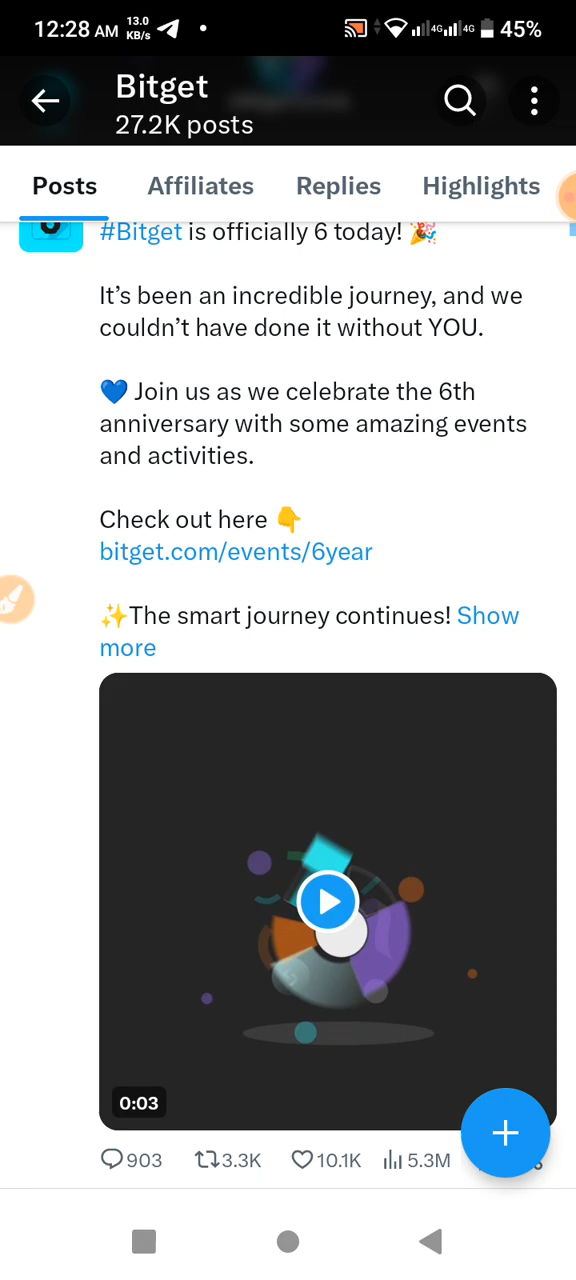 12:28 AM 13.0 KB/s 4G 4G 45%
Bitget
27.2K posts
Posts Affiliates Replies Highlights
#Bitget is officially 6 today! 🎉
It’s been an incredible journey, and we
couldn’t have done it without YOU.
💙 Join us as we celebrate the 6th
anniversary with some amazing events
and activities.
Check out here 👇
bitget.com/events/6year
✨The smart journey continues! Show
more
0:03
903 3.3K 10.1K 5.3M